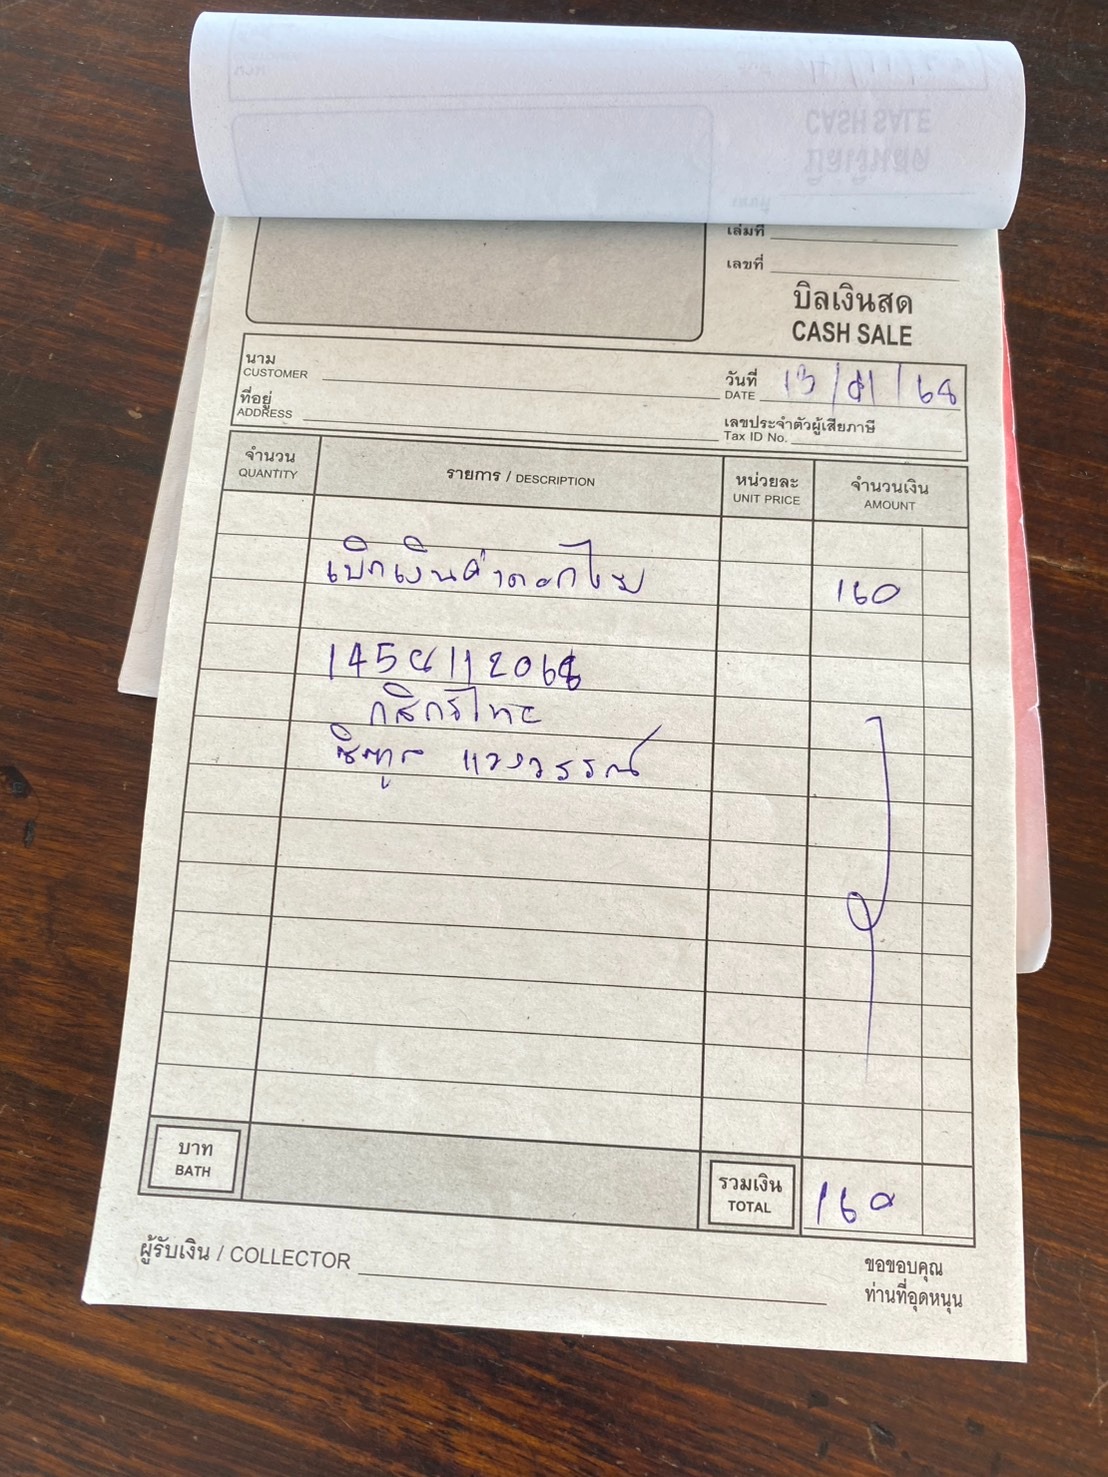 เล่มที่
เลขที่
บิลเงินสด
CASH SALE
นาม
CUSTOMER
วันที่
DATE
13 / /68
ที่อยู่
ADDRESS
เลขประจำตัวผู้เสียภาษี
Tax ID No.
จำนวน
QUANTITY
รายการ / DESCRIPTION
หน่วยละ
UNIT PRICE
จำนวนเงิน
AMOUNT
เบิกเงินค่าดอกไม้ 160
กสิกรไทย
บาท
BATH
รวมเงิน
TOTAL
160
ผู้รับเงิน / COLLECTOR
ขอขอบคุณ
ท่านที่อุดหนุน